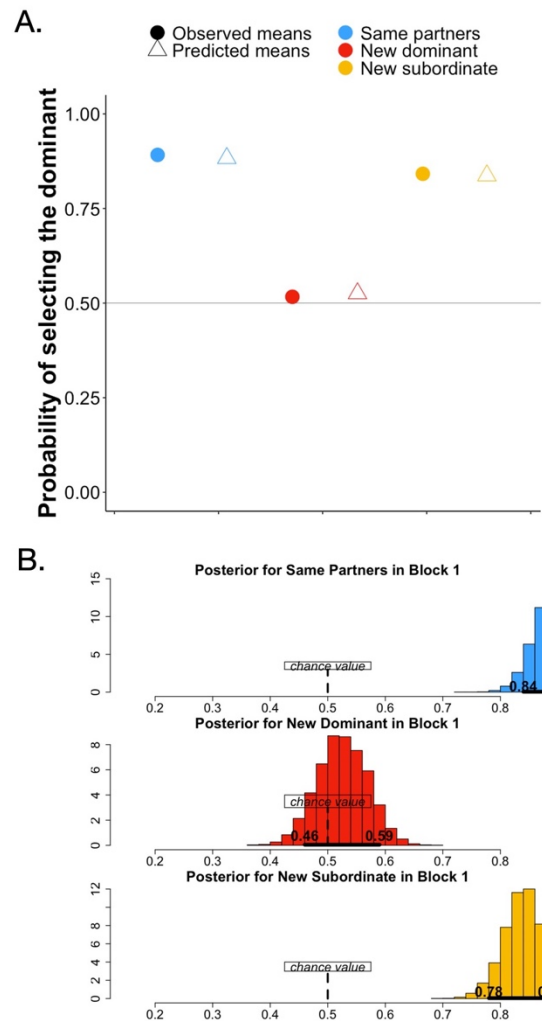 A.
Observed means
Predicted means
Same partners
New dominant
New subordinate
Probability of selecting the dominant
1.00
0.75
0.50
0.25
0.00
B.
Posterior for Same Partners in Block 1
15
10
5
0
chance value
0.84
0.2 0.3 0.4 0.5 0.6 0.7 0.8
Posterior for New Dominant in Block 1
8
6
4
2
0
chance value
0.46 0.59
0.2 0.3 0.4 0.5 0.6 0.7 0.8
Posterior for New Subordinate in Block 1
12
8
6
4
2
0
chance value
0.78
0.2 0.3 0.4 0.5 0.6 0.7 0.8